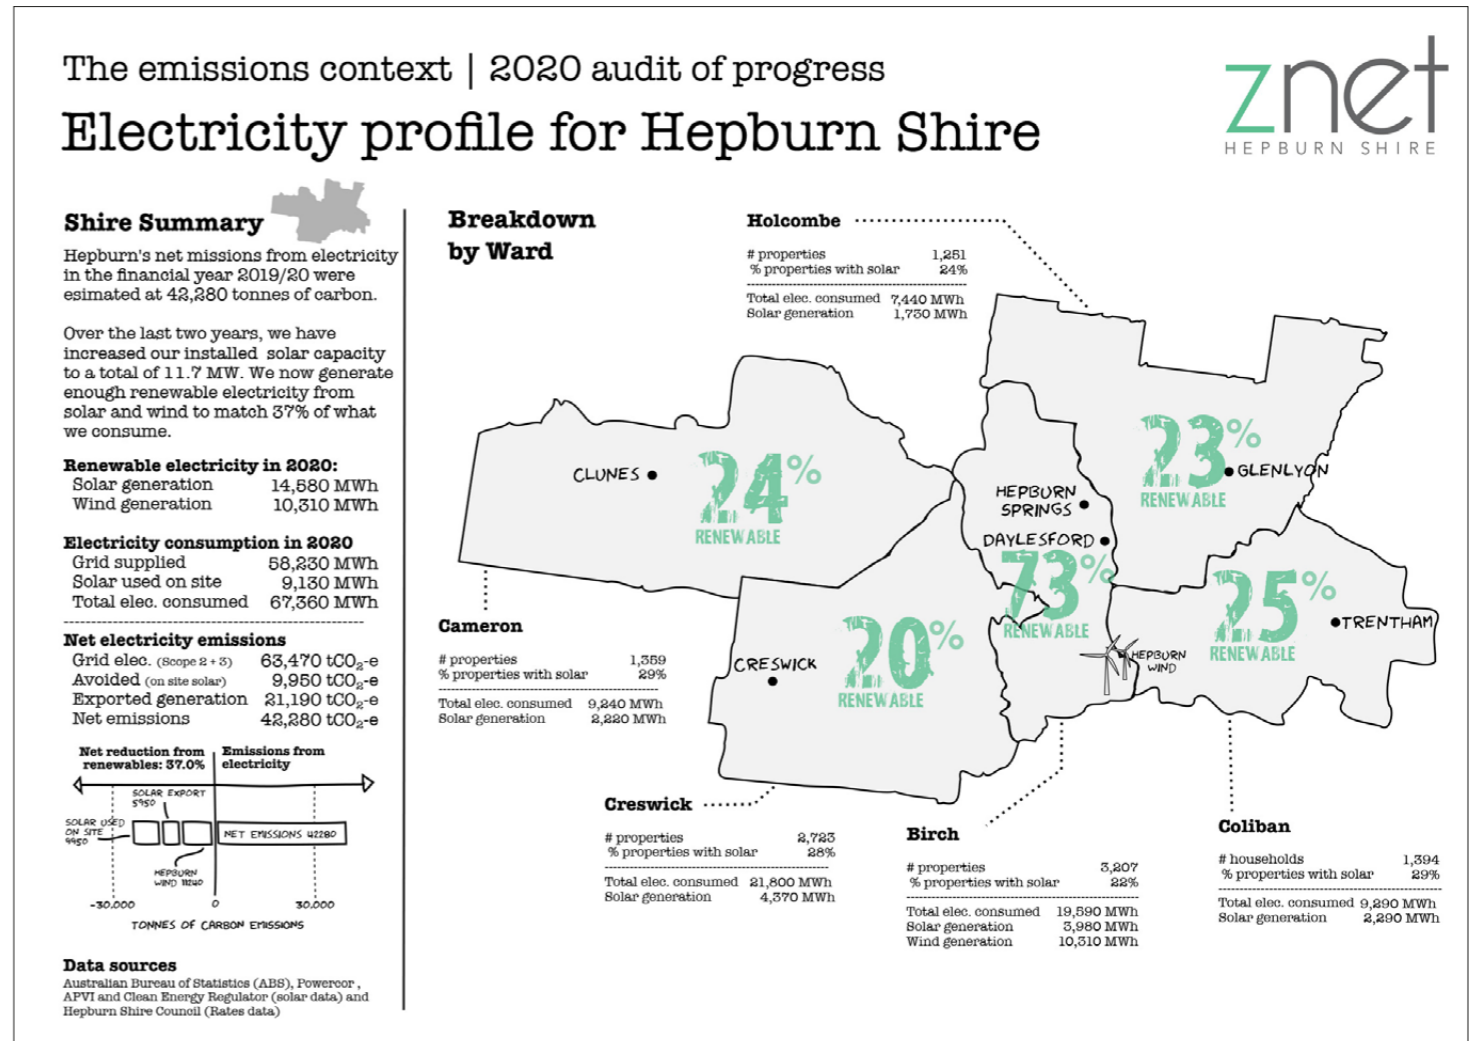 The emissions context | 2020 audit of progress
Electricity profile for Hepburn Shire
znet
HEPBURN SHIRE
Shire Summary
Hepburn's net missions from electricity
in the financial year 2019/20 were
esimated at 42,280 tonnes of carbon.
Over the last two years, we have
increased our installed solar capacity
to a total of 11.7 MW. We now generate
enough renewable electricity from
solar and wind to match 37% of what
we consume.
Renewable electricity in 2020:
Solar generation 14,580 MWh
Wind generation 10,310 MWh
Electricity consumption in 2020
Grid supplied 58,230 MWh
Solar used on site 9,130 MWh
Total elec. consumed 67,360 MWh
Net electricity emissions
Grid elec. (Scope 2 + 3) 63,470 tCO2-e
Avoided (on site solar) 9,950 tCO2-e
Exported generation 21,190 tCO2-e
Net emissions 42,280 tCO2-e
Net reduction from renewables: 37.0%
Emissions from electricity
SOLAR EXPORT
5950
SOLAR USED
ON SITE
9950
NET EMISSIONS 42280
HEPBURN
WIND 11240
-30,000 0 30,000
TONNES OF CARBON EMISSIONS
Data sources
Australian Bureau of Statistics (ABS), Powercor ,
APVI and Clean Energy Regulator (solar data) and
Hepburn Shire Council (Rates data)
Breakdown
by Ward
Holcombe
# properties 1,251
% properties with solar 24%
Total elec. consumed 7,440 MWh
Solar generation 1,730 MWh
CLUNES
24%
RENEWABLE
23%
RENEWABLE
GLENLYON
HEPBURN
SPRINGS
DAYLESFORD
73%
RENEWABLE
25%
RENEWABLE
TRENTHAM
20%
RENEWABLE
CRESWICK
HEPBURN
WIND
Cameron
# properties 1,359
% properties with solar 29%
Total elec. consumed 9,240 MWh
Solar generation 2,220 MWh
Creswick
# properties 2,723
% properties with solar 28%
Total elec. consumed 21,800 MWh
Solar generation 4,370 MWh
Birch
# properties 3,207
% properties with solar 22%
Total elec. consumed 19,590 MWh
Solar generation 3,980 MWh
Wind generation 10,310 MWh
Coliban
# households 1,394
% properties with solar 29%
Total elec. consumed 9,290 MWh
Solar generation 2,290 MWh